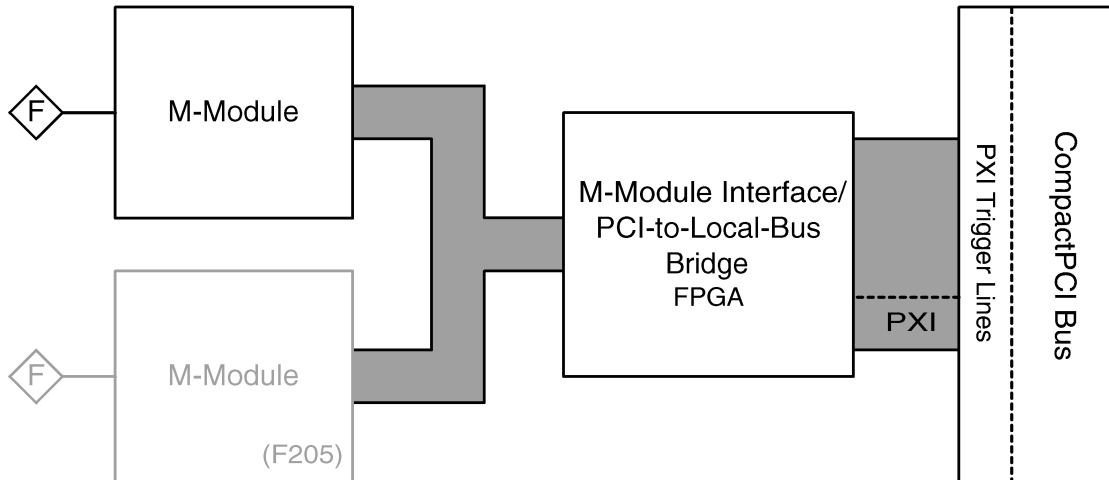 F
M-Module
M-Module Interface/
PCI-to-Local-Bus
Bridge
FPGA
PXI
PXI Trigger Lines
CompactPCI Bus
F
M-Module
(F205)